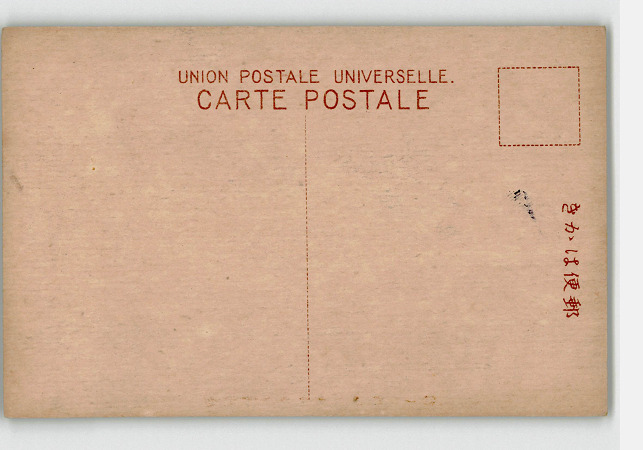 UNION POSTALE UNIVERSELLE.
CARTE POSTALE
きかは便郵